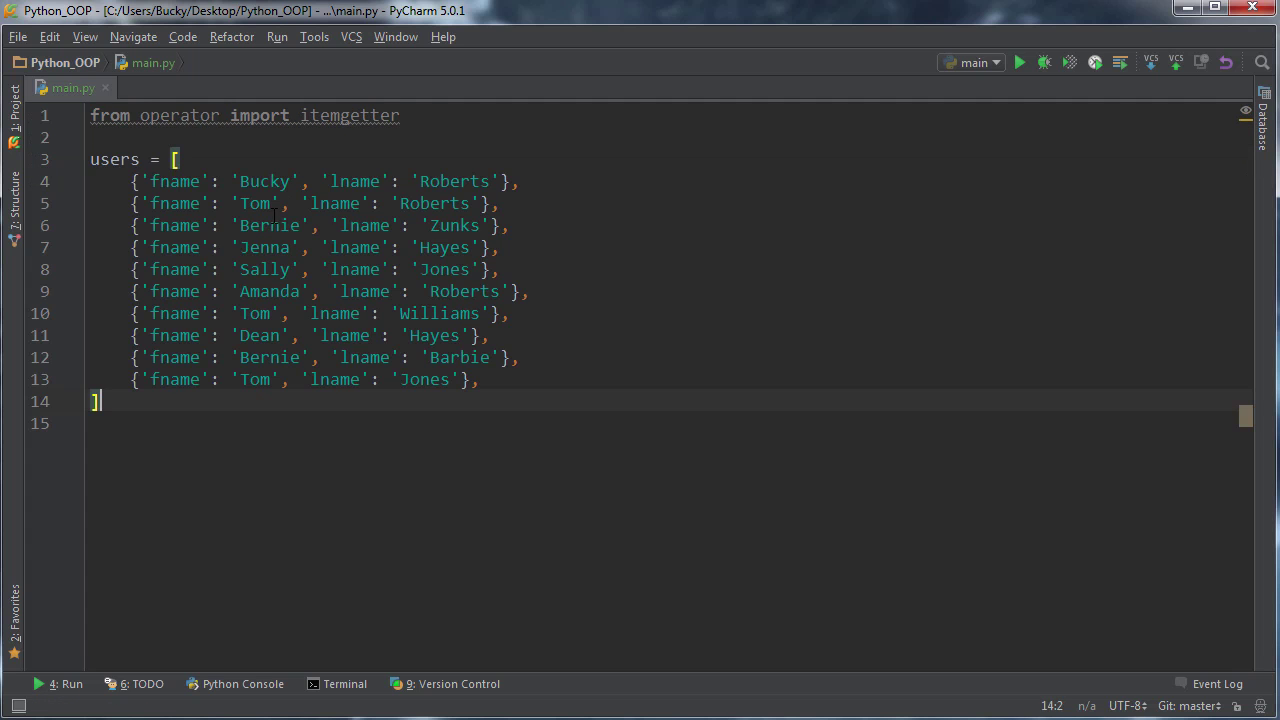 Python_OOP - [C:/Users/Bucky/Desktop/Python_OOP] - ...\main.py - PyCharm 5.0.1
File Edit View Navigate Code Refactor Run Tools VCS Window Help
Python_OOP main.py main VCS VCS
main.py
1: Project
7: Structure
2: Favorites
Database
1 from operator import itemgetter
2
3 users = [
4 {'fname': 'Bucky', 'lname': 'Roberts'},
5 {'fname': 'Tom', 'lname': 'Roberts'},
6 {'fname': 'Bernie', 'lname': 'Zunks'},
7 {'fname': 'Jenna', 'lname': 'Hayes'},
8 {'fname': 'Sally', 'lname': 'Jones'},
9 {'fname': 'Amanda', 'lname': 'Roberts'},
10 {'fname': 'Tom', 'lname': 'Williams'},
11 {'fname': 'Dean', 'lname': 'Hayes'},
12 {'fname': 'Bernie', 'lname': 'Barbie'},
13 {'fname': 'Tom', 'lname': 'Jones'},
14 ]
15
4: Run 6: TODO Python Console Terminal 9: Version Control Event Log
14:2 n/a UTF-8 Git: master